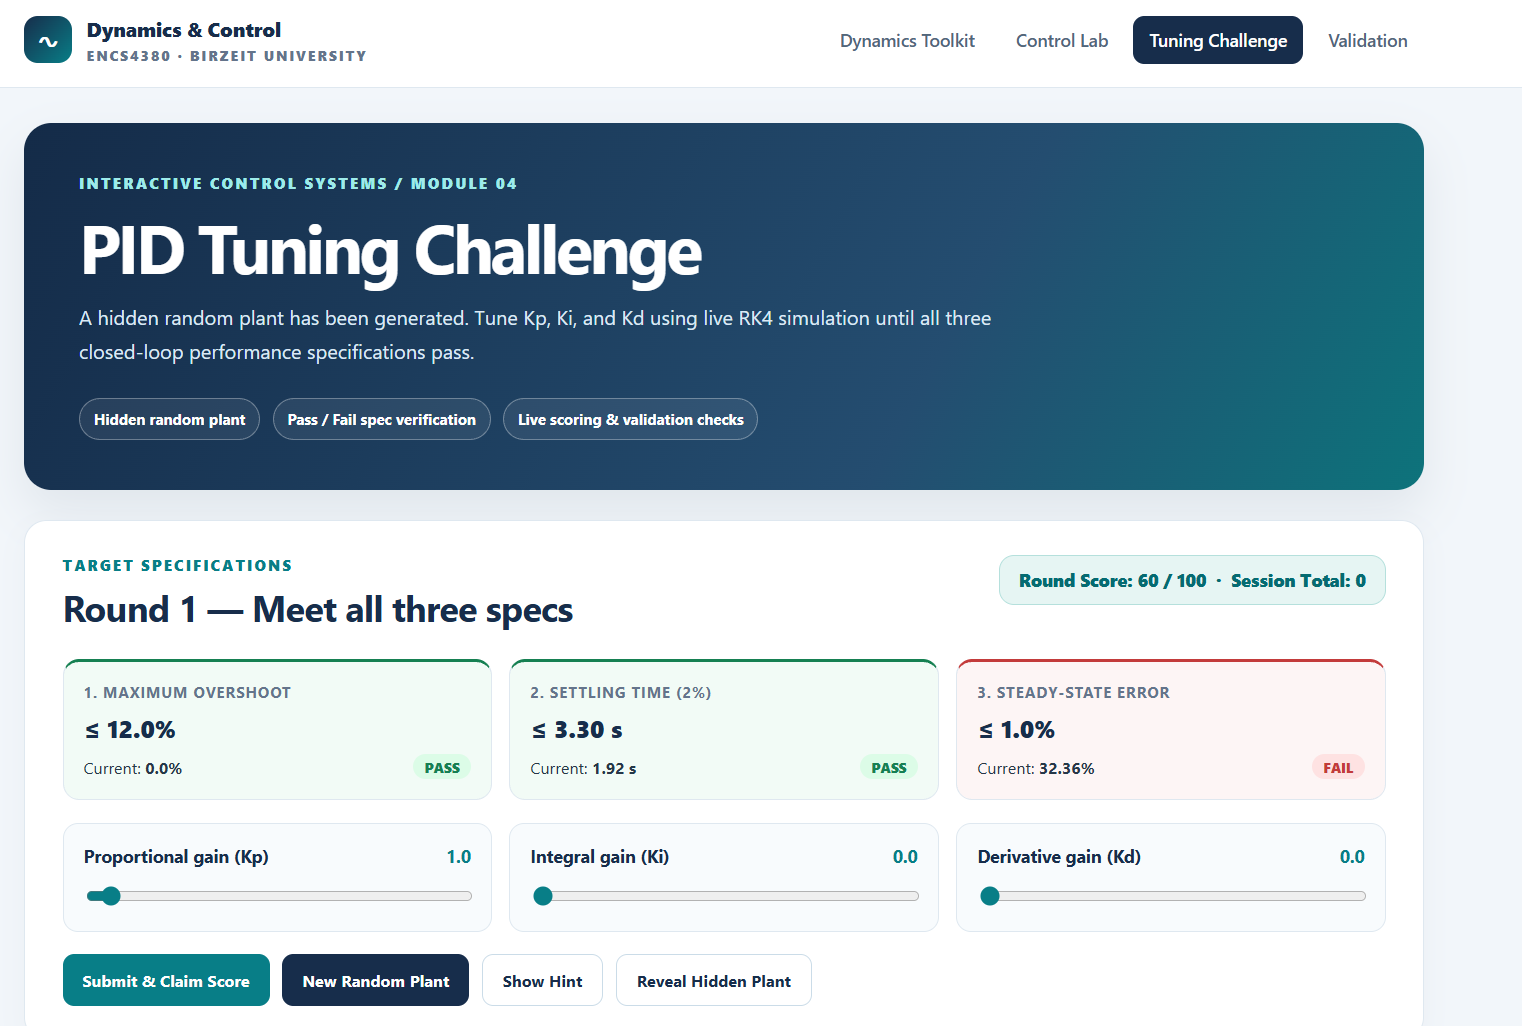 Dynamics & Control
ENCS4380 · BIRZEIT UNIVERSITY
Dynamics Toolkit
Control Lab
Tuning Challenge
Validation
INTERACTIVE CONTROL SYSTEMS / MODULE 04
PID Tuning Challenge
A hidden random plant has been generated. Tune Kp, Ki, and Kd using live RK4 simulation until all three
closed-loop performance specifications pass.
Hidden random plant
Pass / Fail spec verification
Live scoring & validation checks
TARGET SPECIFICATIONS
Round 1 — Meet all three specs
Round Score: 60 / 100 · Session Total: 0
1. MAXIMUM OVERSHOOT
≤ 12.0%
Current: 0.0%
PASS
2. SETTLING TIME (2%)
≤ 3.30 s
Current: 1.92 s
PASS
3. STEADY-STATE ERROR
≤ 1.0%
Current: 32.36%
FAIL
Proportional gain (Kp)
1.0
Integral gain (Ki)
0.0
Derivative gain (Kd)
0.0
Submit & Claim Score
New Random Plant
Show Hint
Reveal Hidden Plant